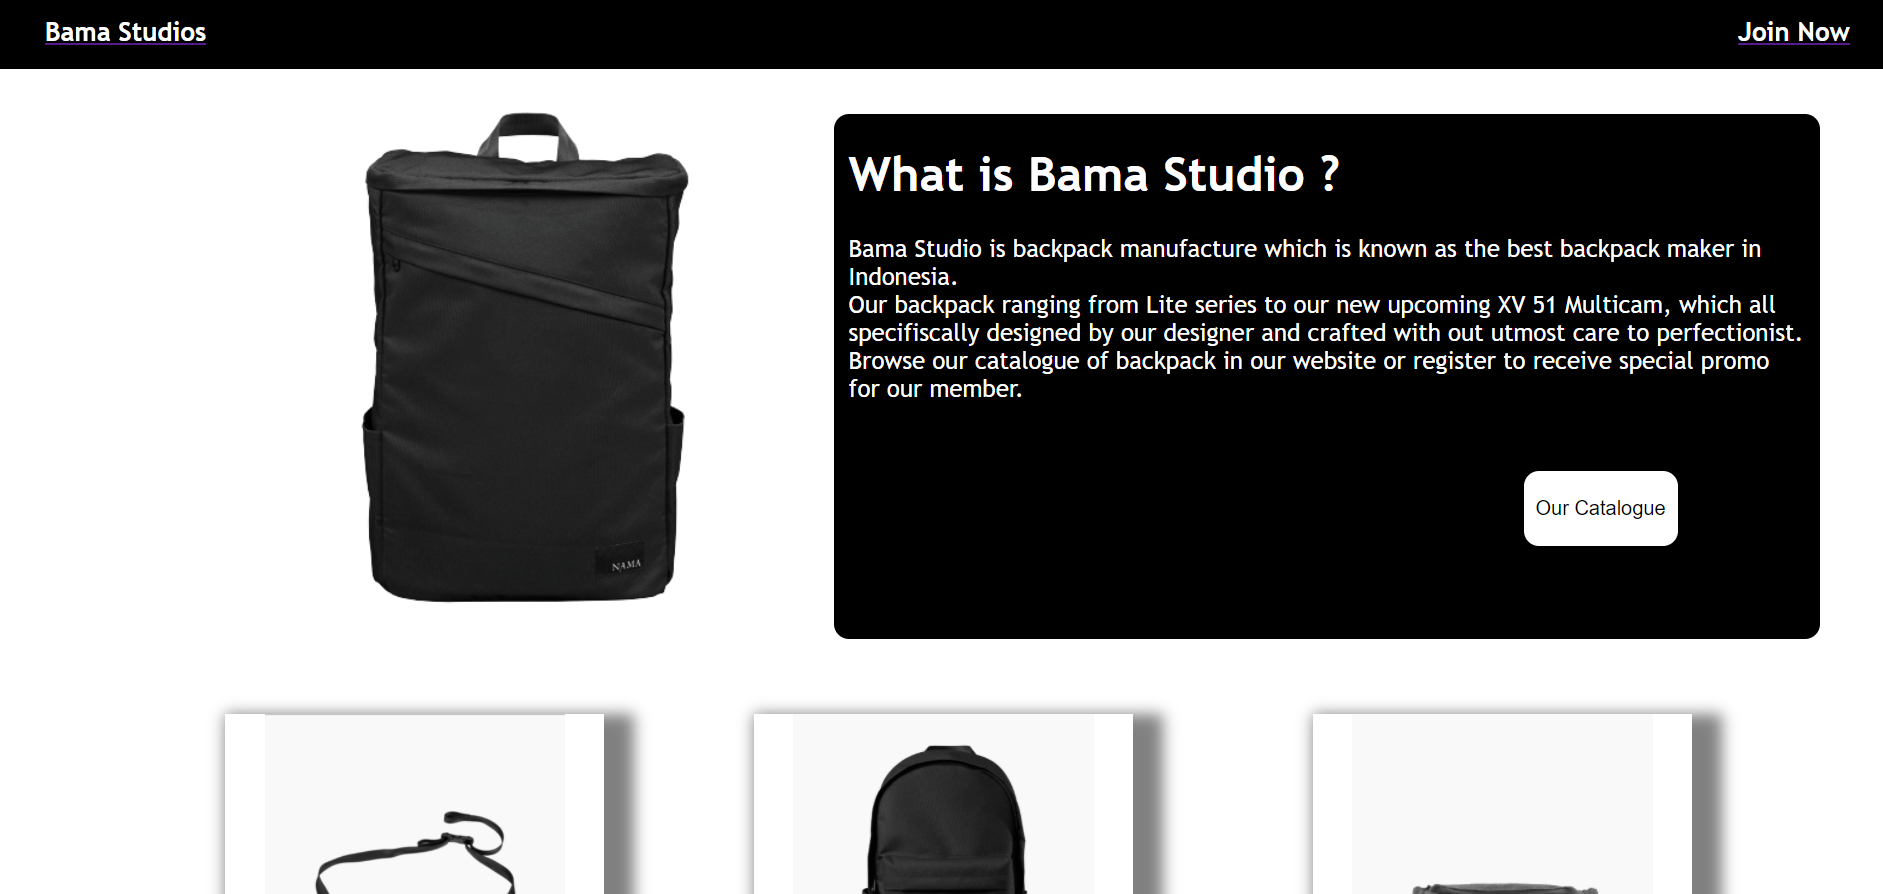 Bama Studios
Join Now
What is Bama Studio ?
Bama Studio is backpack manufacture which is known as the best backpack maker in
Indonesia.
Our backpack ranging from Lite series to our new upcoming XV 51 Multicam, which all
specifiscally designed by our designer and crafted with out utmost care to perfectionist.
Browse our catalogue of backpack in our website or register to receive special promo
for our member.
Our Catalogue
NAMA